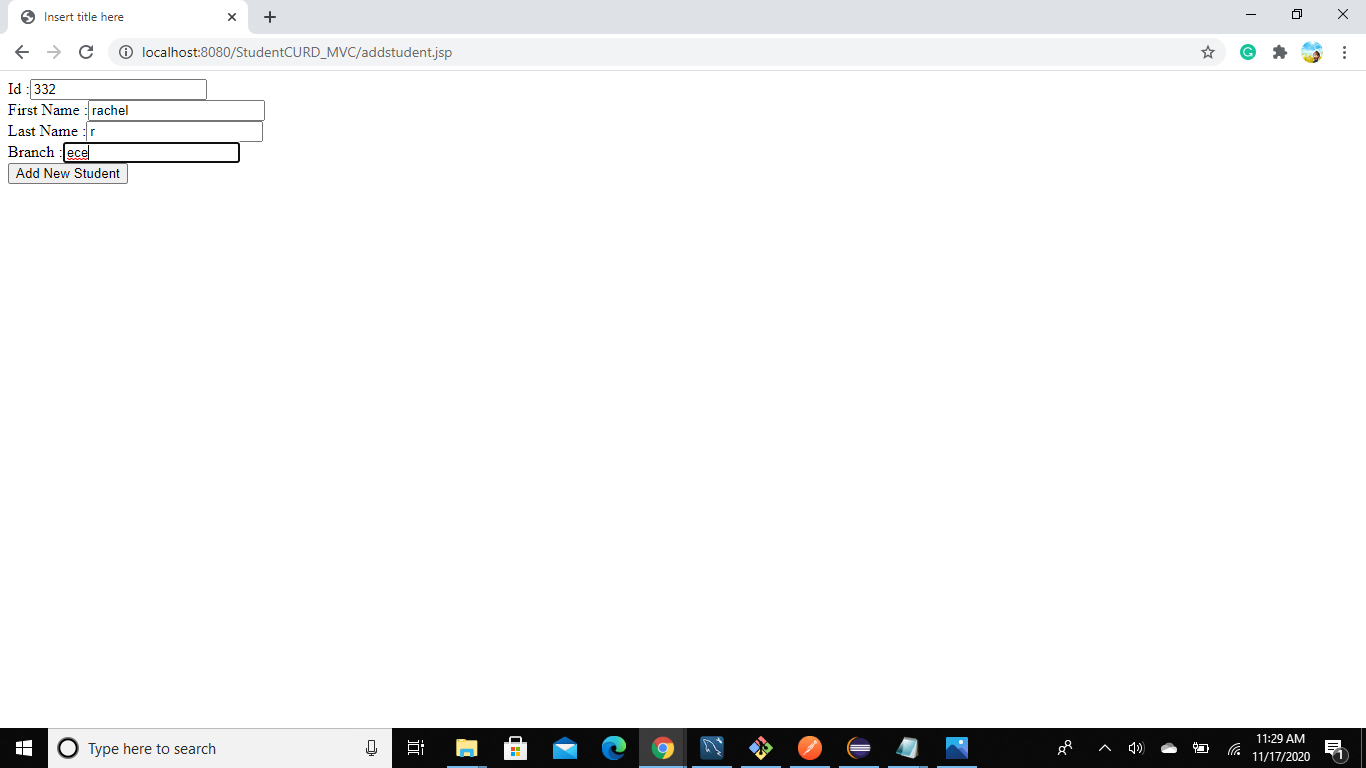 Insert title here
localhost:8080/StudentCURD_MVC/addstudent.jsp
Id : 332
First Name : rachel
Last Name : r
Branch : ece
Add New Student
Type here to search
11:29 AM
11/17/2020
1